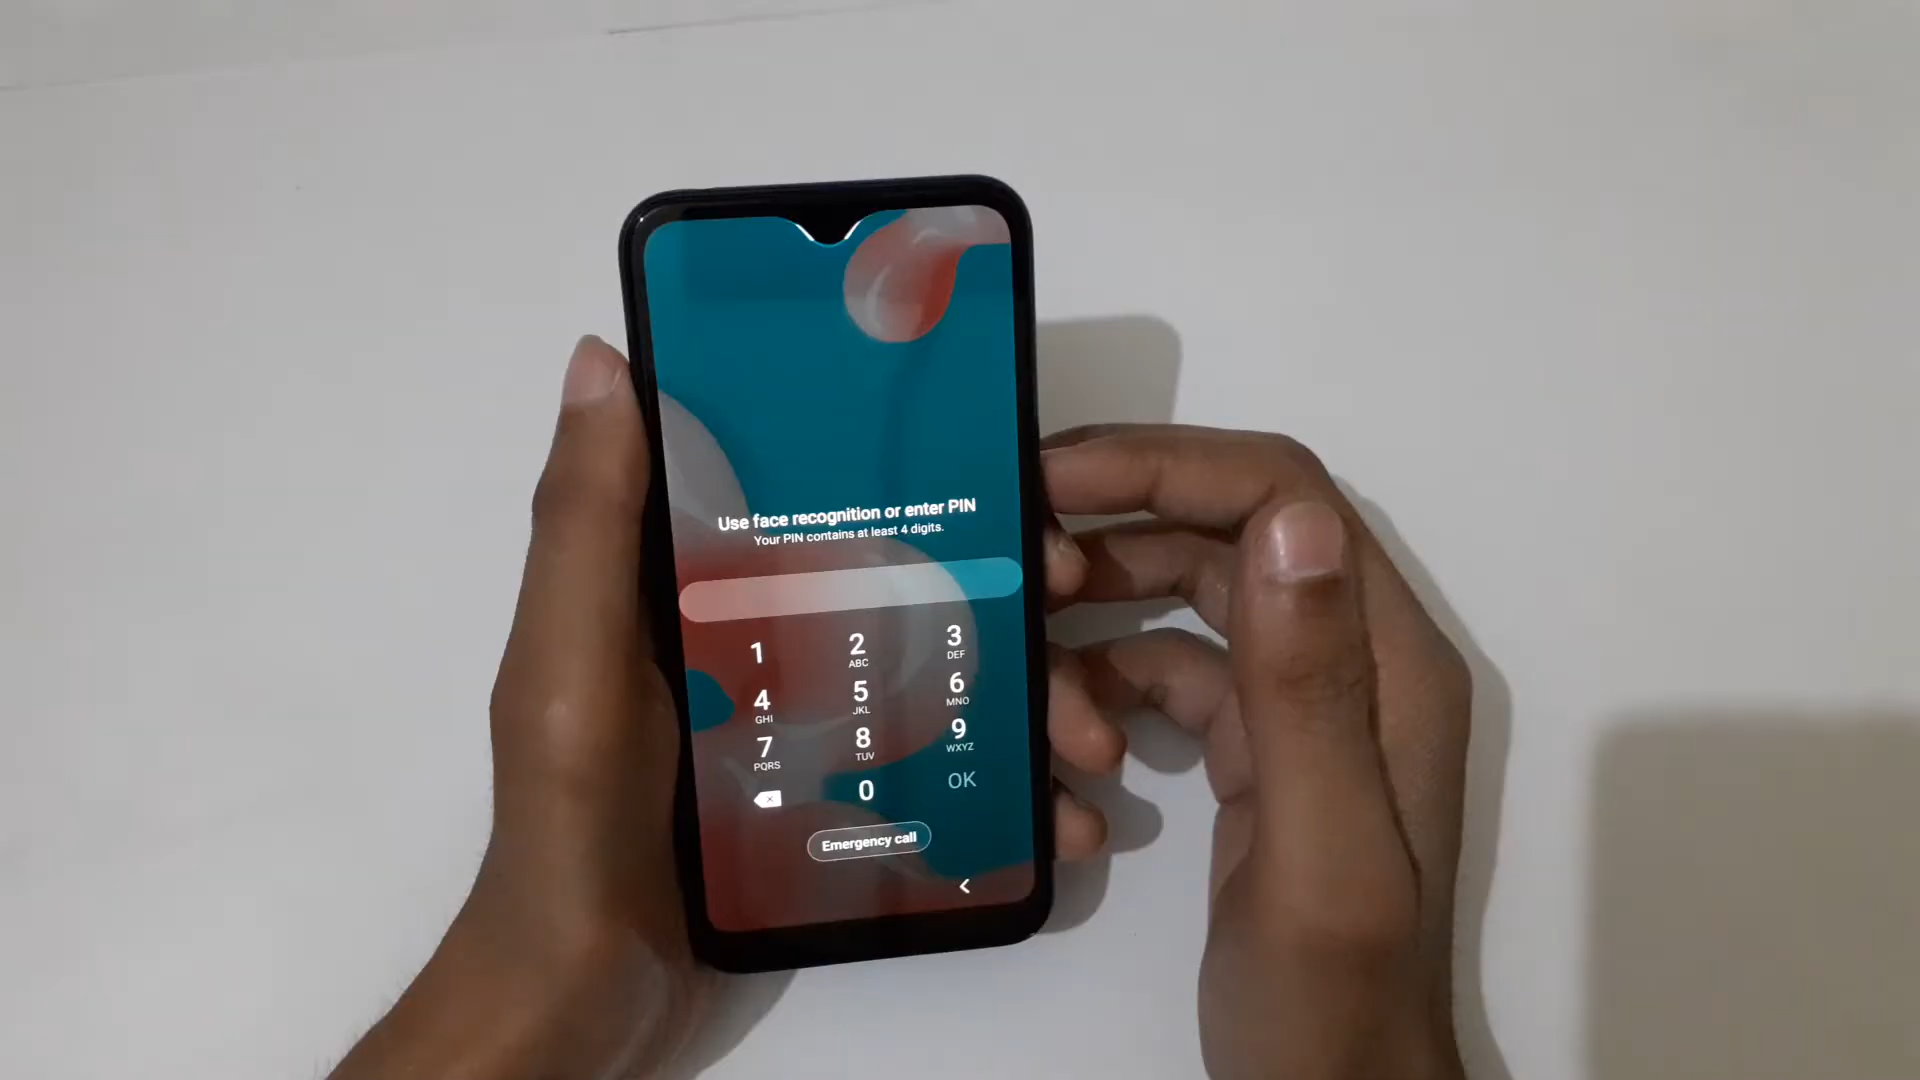 Use face recognition or enter PIN
Your PIN contains at least 4 digits.
1 2 3
ABC DEF
4 5 6
GHI JKL MNO
7 8 9
PQRS TUV WXYZ
0 OK
Emergency call